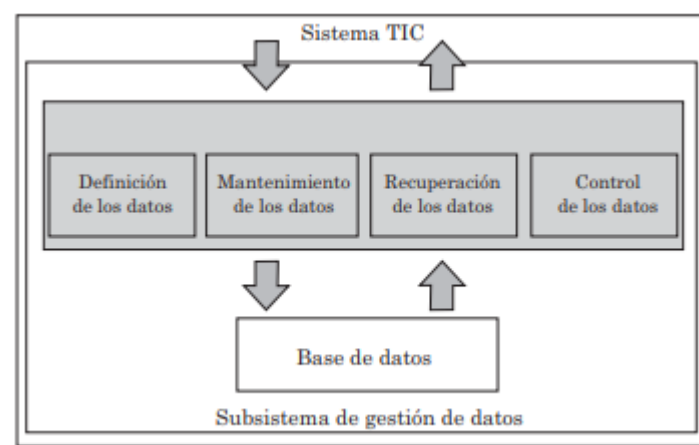 Sistema TIC
Definición
de los datos
Mantenimiento
de los datos
Recuperación
de los datos
Control
de los datos
Base de datos
Subsistema de gestión de datos